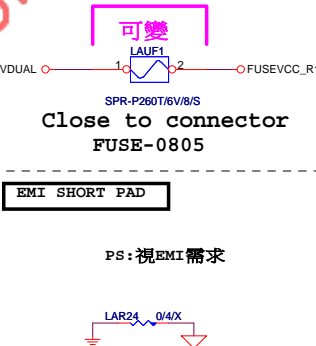 可變
LAUF1
VDUAL 1 2 FUSEVCC_R1
SPR-P260T/6V/8/S
Close to connector
FUSE-0805
EMI SHORT PAD
PS:視EMI需求
LAR24 0/4/X